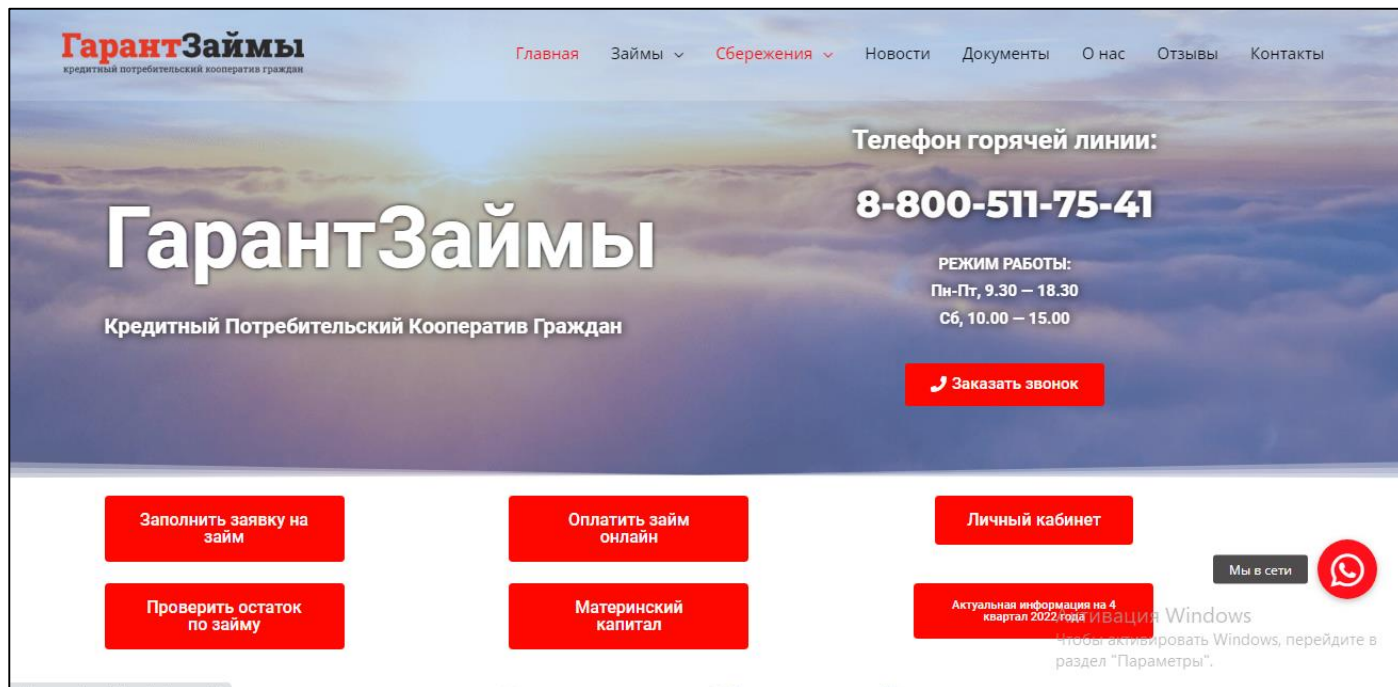 ГарантЗаймы
кредитный потребительский кооператив граждан
Главная Займы Сбережения Новости Документы О нас Отзывы Контакты
Телефон горячей линии:
8-800-511-75-41
РЕЖИМ РАБОТЫ:
Пн-Пт, 9.30 — 18.30
Сб, 10.00 — 15.00
Заказать звонок
ГарантЗаймы
Кредитный Потребительский Кооператив Граждан
Заполнить заявку на
займ
Оплатить займ
онлайн
Личный кабинет
Мы в сети
Проверить остаток
по займу
Материнский
капитал
Актуальная информация на 4
квартал 2022 года
Активация Windows
Чтобы активировать Windows, перейдите в
раздел "Параметры".